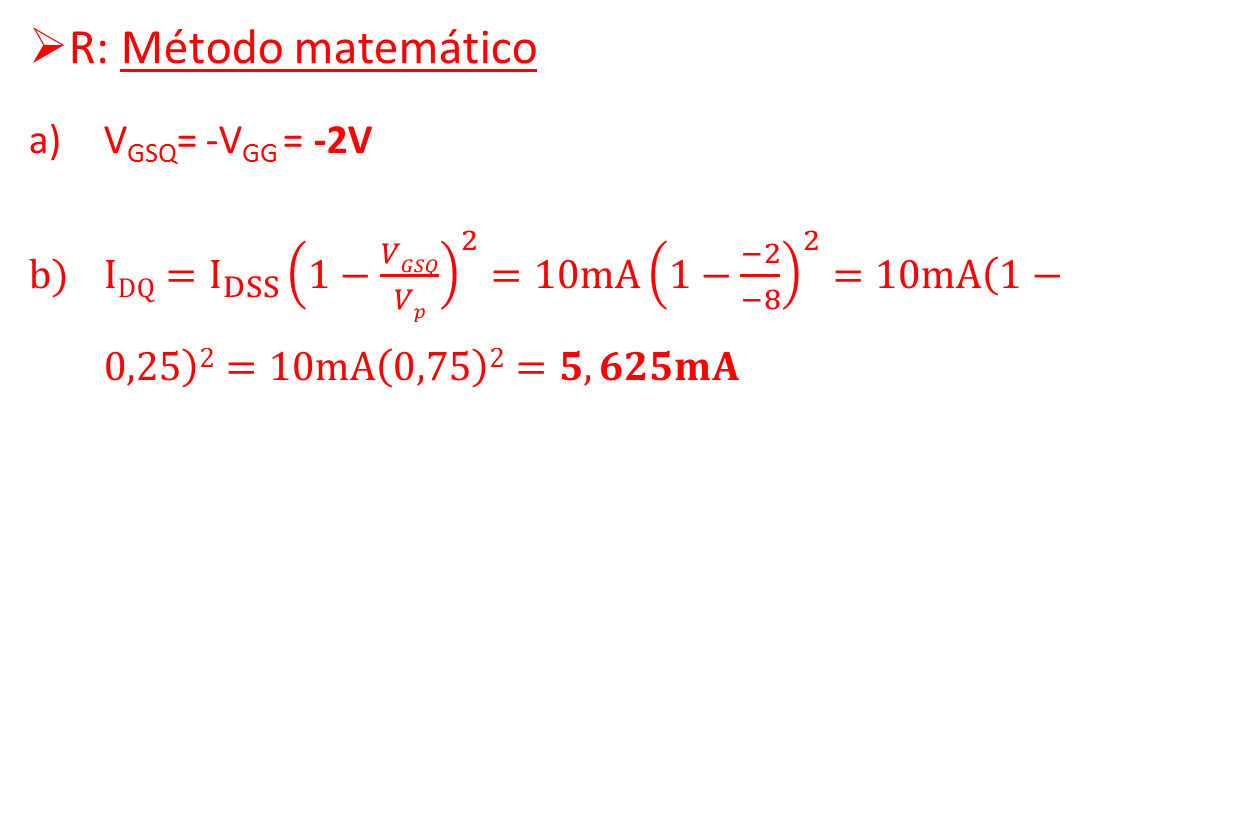 ➢R: Método matemático
a) V_GSQ= -V_GG = -2V
b) I_DQ = I_DSS (1 − V_GSQ/V_p)² = 10mA (1 − −2/−8)² = 10mA(1 −
0,25)² = 10mA(0,75)² = 5,625mA